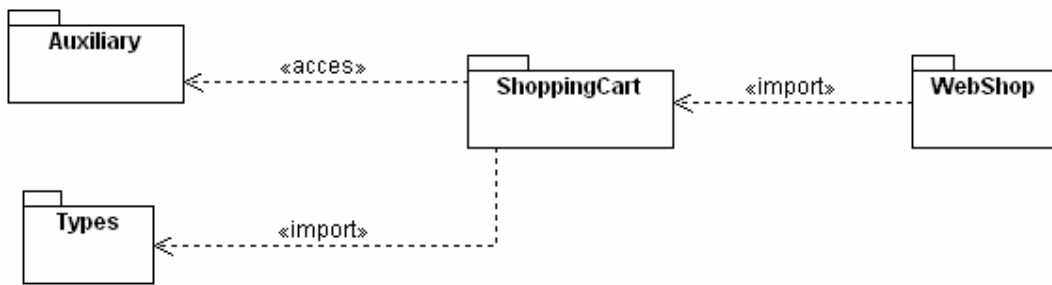 Auxiliary
«acces»
ShoppingCart
«import»
WebShop
Types
«import»